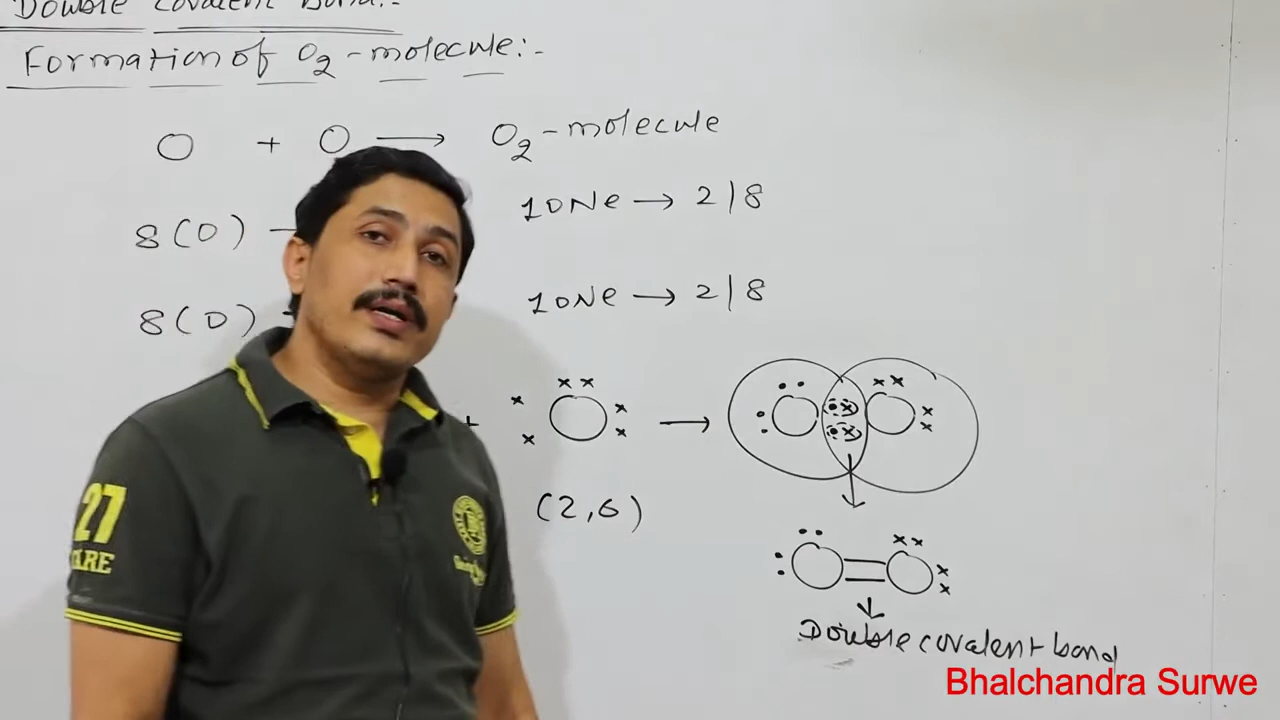 Double Covalent Bond:-
Formation of O2-molecule:-
O + O → O2-molecule
8(O) 10Ne → 2|8
8(O) 10Ne → 2|8
+ O → O O
(2,6)
O=O
Double covalent bond
27
Bhalchandra Surwe